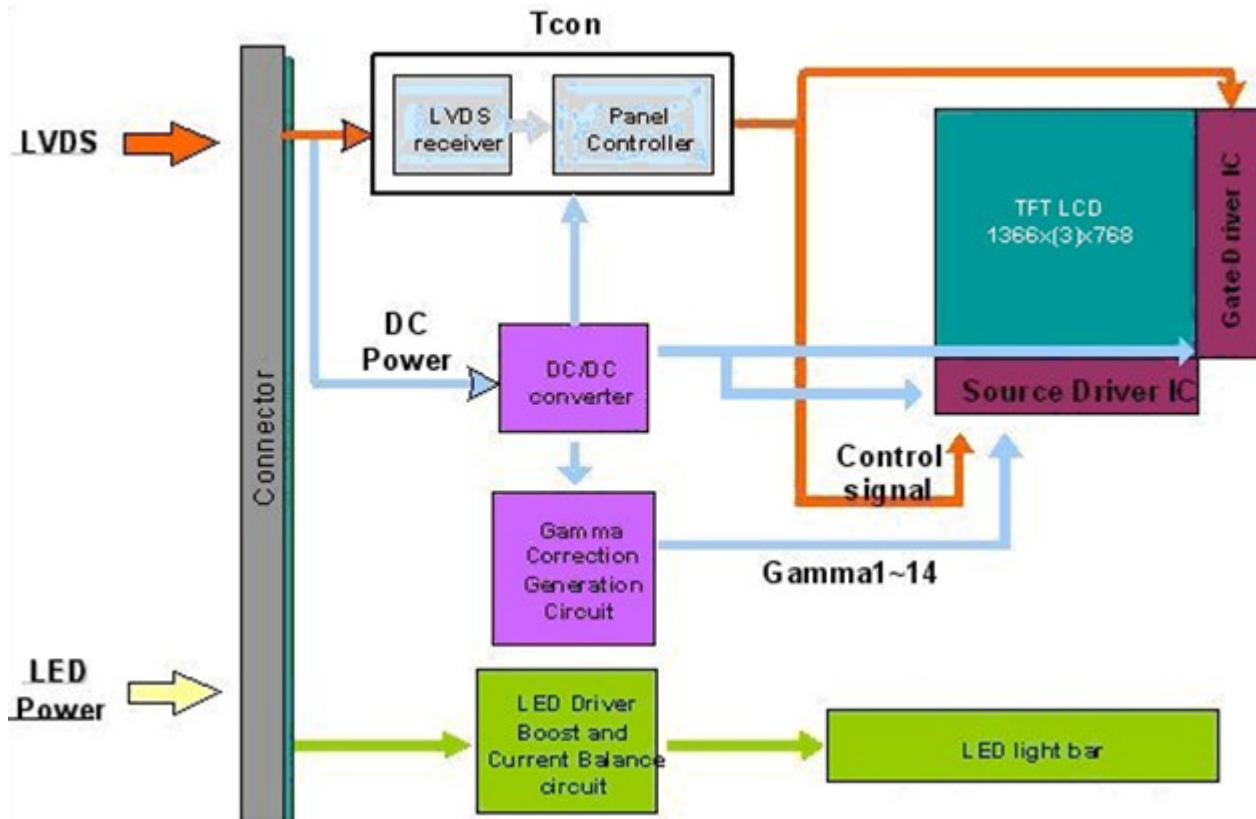 Tcon
LVDS
receiver
Panel
Controller
LVDS
TFT LCD
1366x(3)x768
GateDriver IC
DC
Power
DC/DC
converter
Source Driver IC
Connector
Control
signal
Gamma
Correction
Generation
Circuit
Gamma1~14
LED
Power
LED Driver
Boost and
Current Balance
circuit
LED light bar